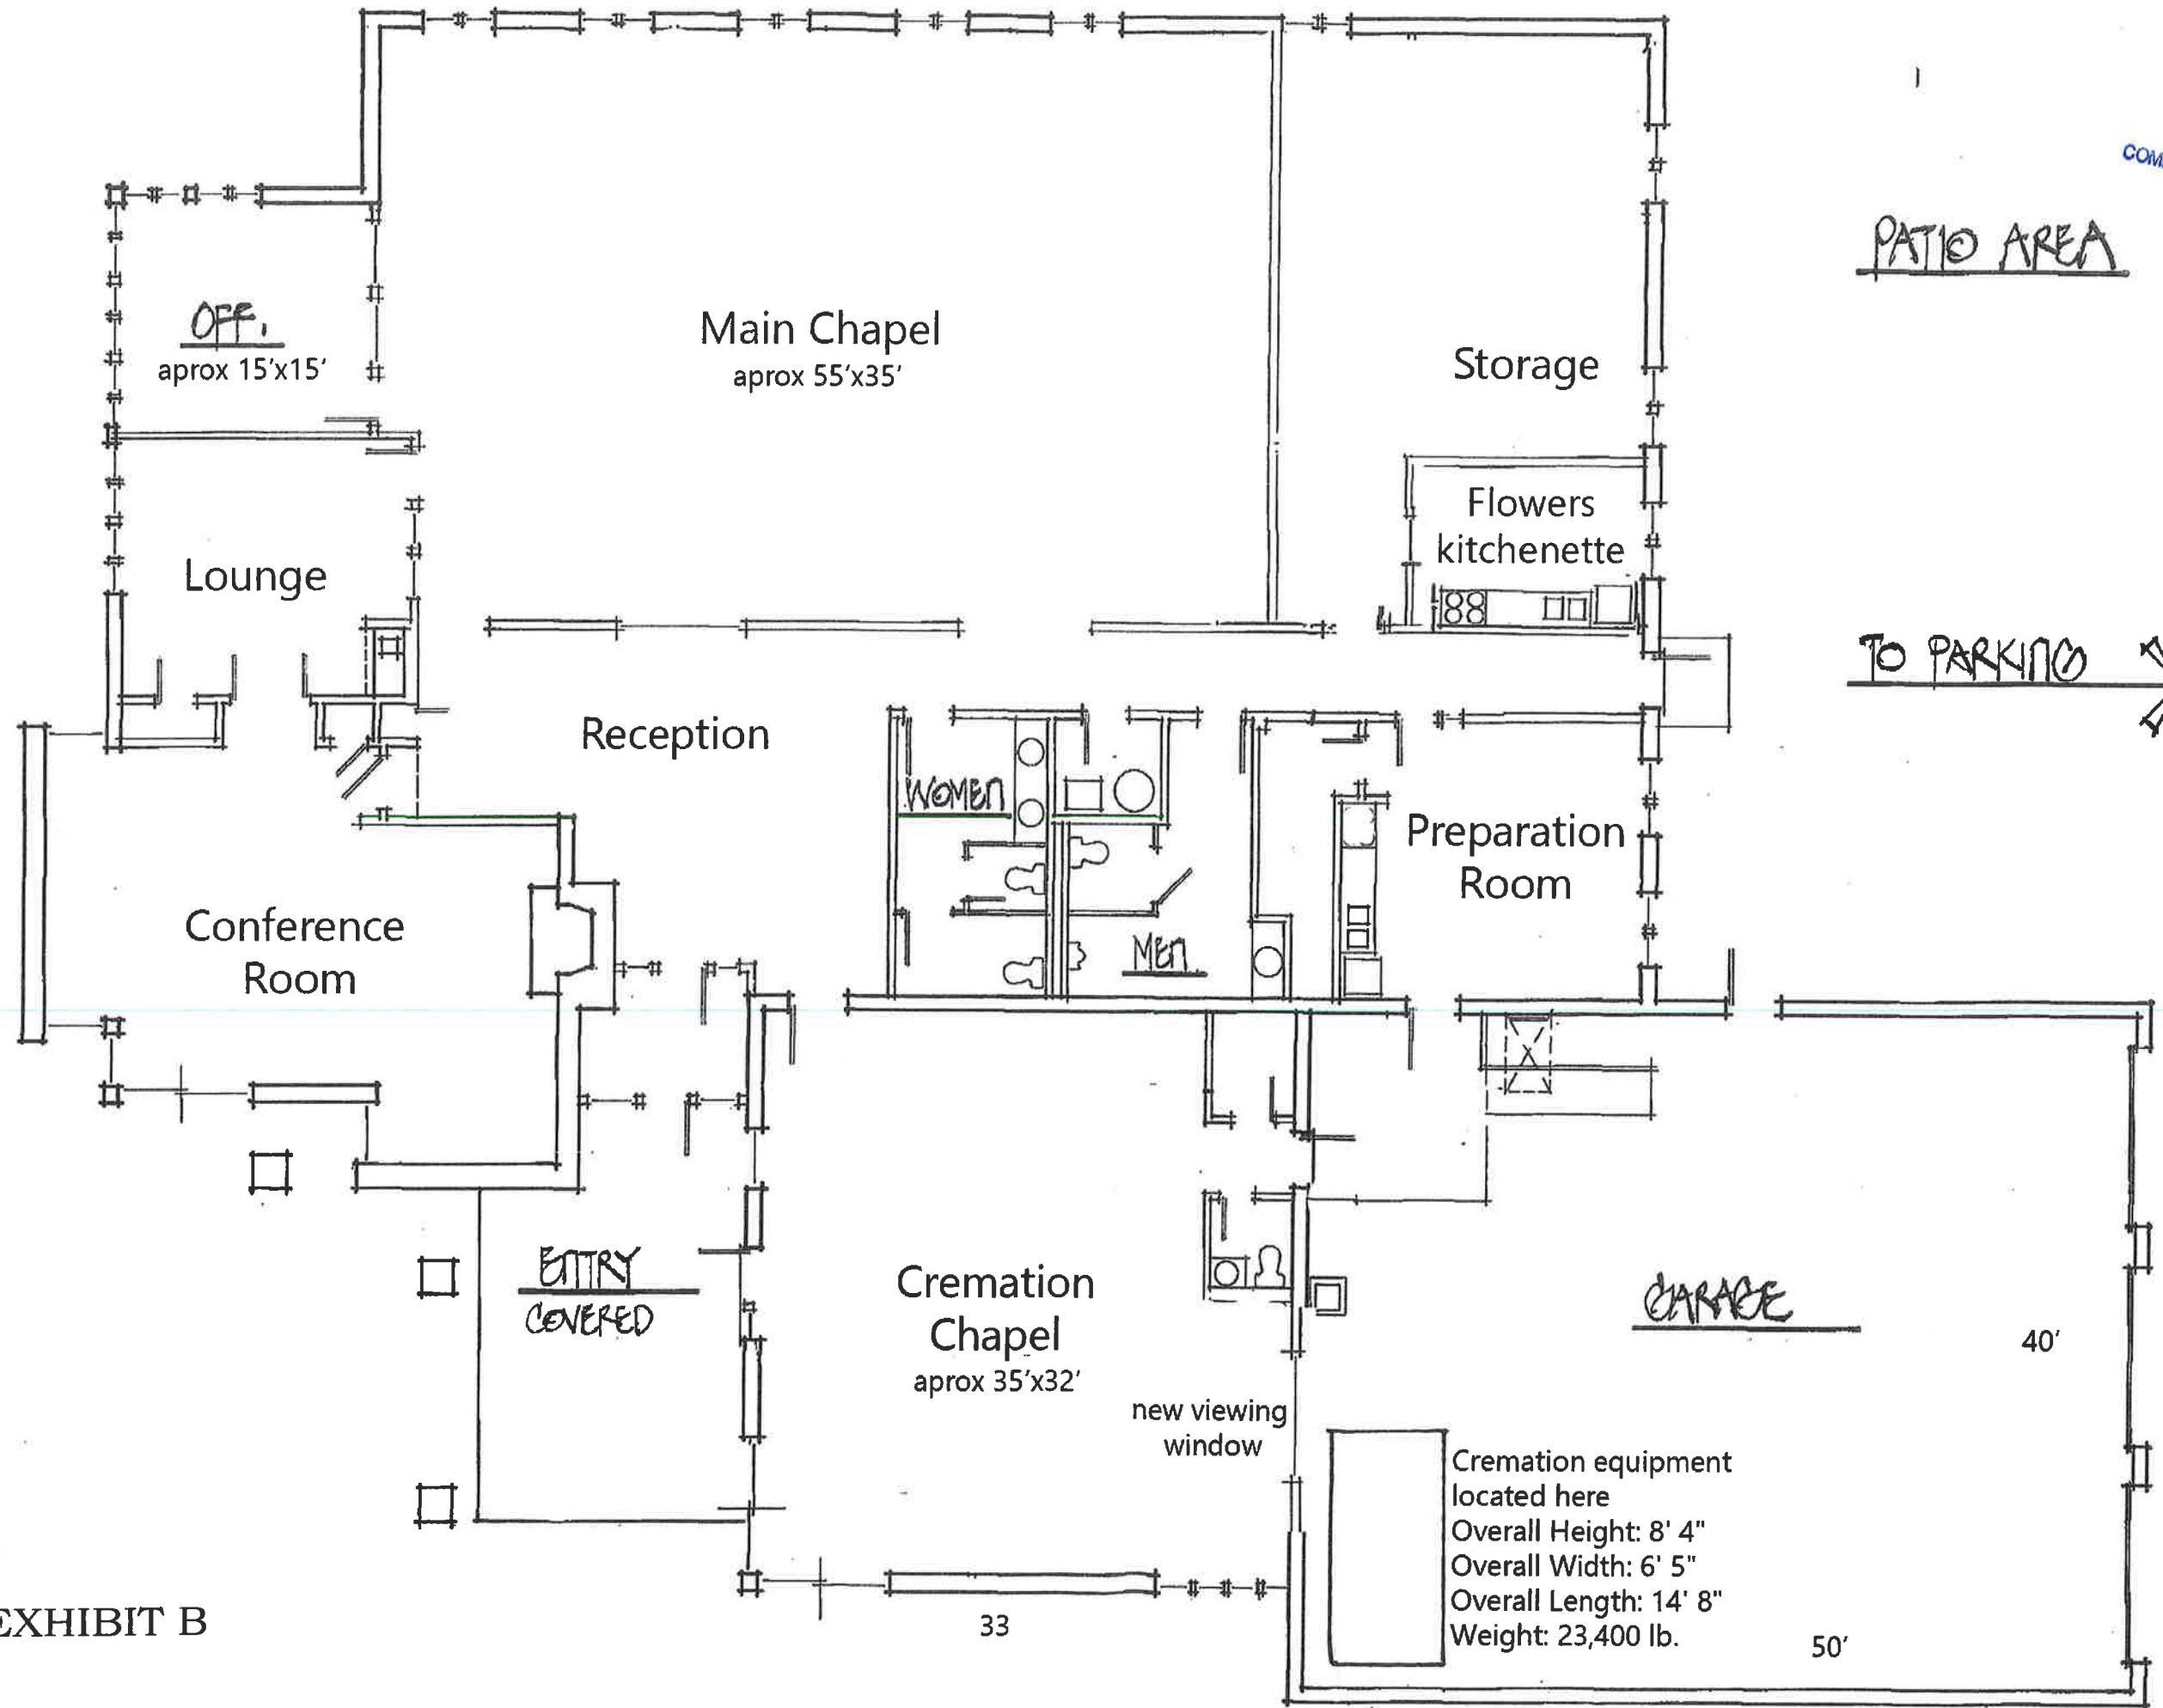 COM
PATIO AREA
OFF.
aprox 15'x15'
Main Chapel
aprox 55'x35'
Storage
Flowers
kitchenette
Lounge
TO PARKING
Reception
WOMEN
Preparation
Room
Conference
Room
MEN
ENTRY
COVERED
Cremation
Chapel
aprox 35'x32'
GARAGE
40'
new viewing
window
Cremation equipment
located here
Overall Height: 8' 4"
Overall Width: 6' 5"
Overall Length: 14' 8"
Weight: 23,400 lb.
EXHIBIT B
33
50'